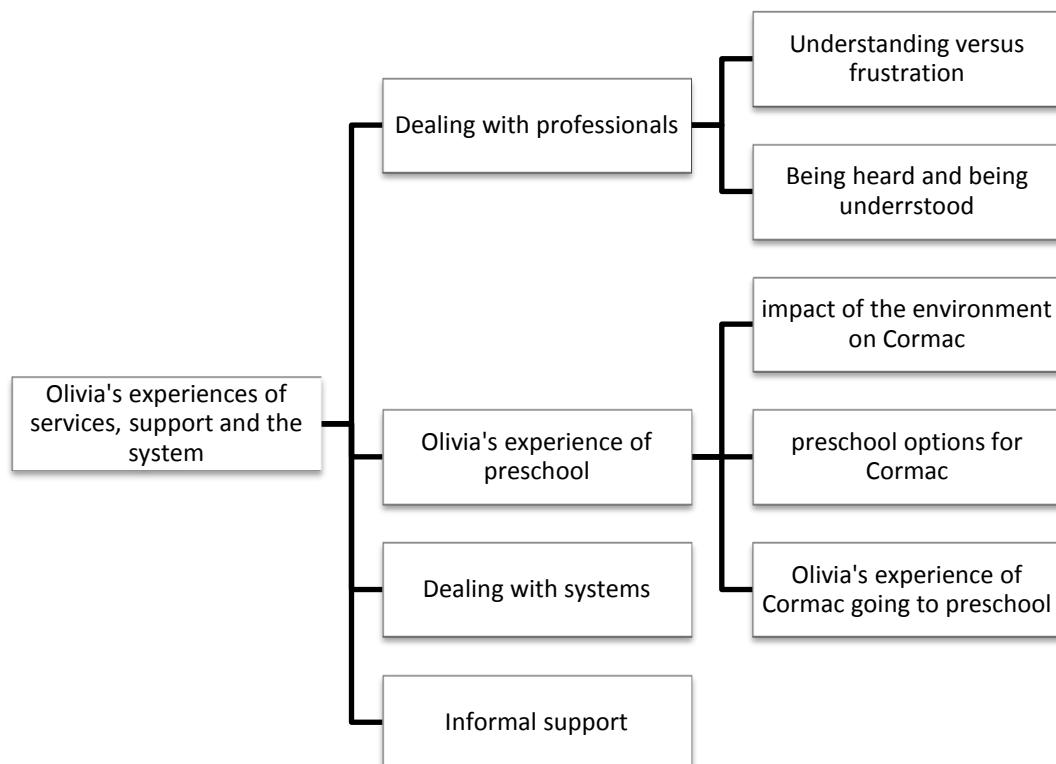 Olivia's experiences of
services, support and the
system
Dealing with professionals
Understanding versus
frustration
Being heard and being
underrstood
Olivia's experience of
preschool
impact of the environment
on Cormac
preschool options for
Cormac
Olivia's experience of
Cormac going to preschool
Dealing with systems
Informal support